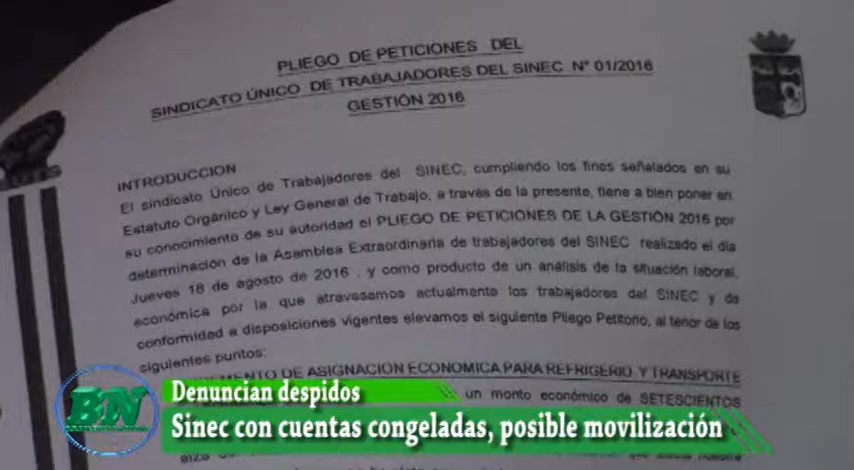 PLIEGO DE PETICIONES DEL
SINDICATO ÚNICO DE TRABAJADORES DEL SINEC N° 01/2016
GESTIÓN 2016
INTRODUCCION
El sindicato Único de Trabajadores del SINEC, cumpliendo los fines señalados en su
Estatuto Orgánico y Ley General de Trabajo, a través de la presente, tiene a bien poner en
su conocimiento de su autoridad el PLIEGO DE PETICIONES DE LA GESTIÓN 2016 por
determinación de la Asamblea Extraordinaria de trabajadores del SINEC realizado el día
Jueves 18 de agosto de 2016 , y como producto de un análisis de la situación laboral,
económica por la que atravesamos actualmente los trabajadores del SINEC y de
conformidad a disposiciones vigentes elevamos el siguiente Pliego Petitorio, al tenor de los
siguientes puntos:
DE ASIGNACION ECONOMICA PARA REFRIGERIO Y TRANSPORTE
un monto económico de SETESCIENTOS
BN
Denuncian despidos
Sinec con cuentas congeladas, posible movilización